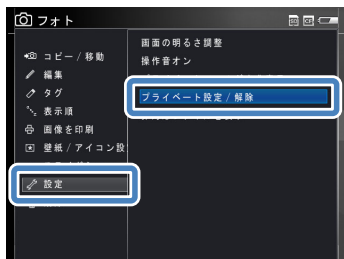 フォト
コピー / 移動
編集
タグ
表示順
画像を印刷
壁紙 / アイコン設
設定
画面の明るさ調整
操作音オン
プライベート設定 / 解除